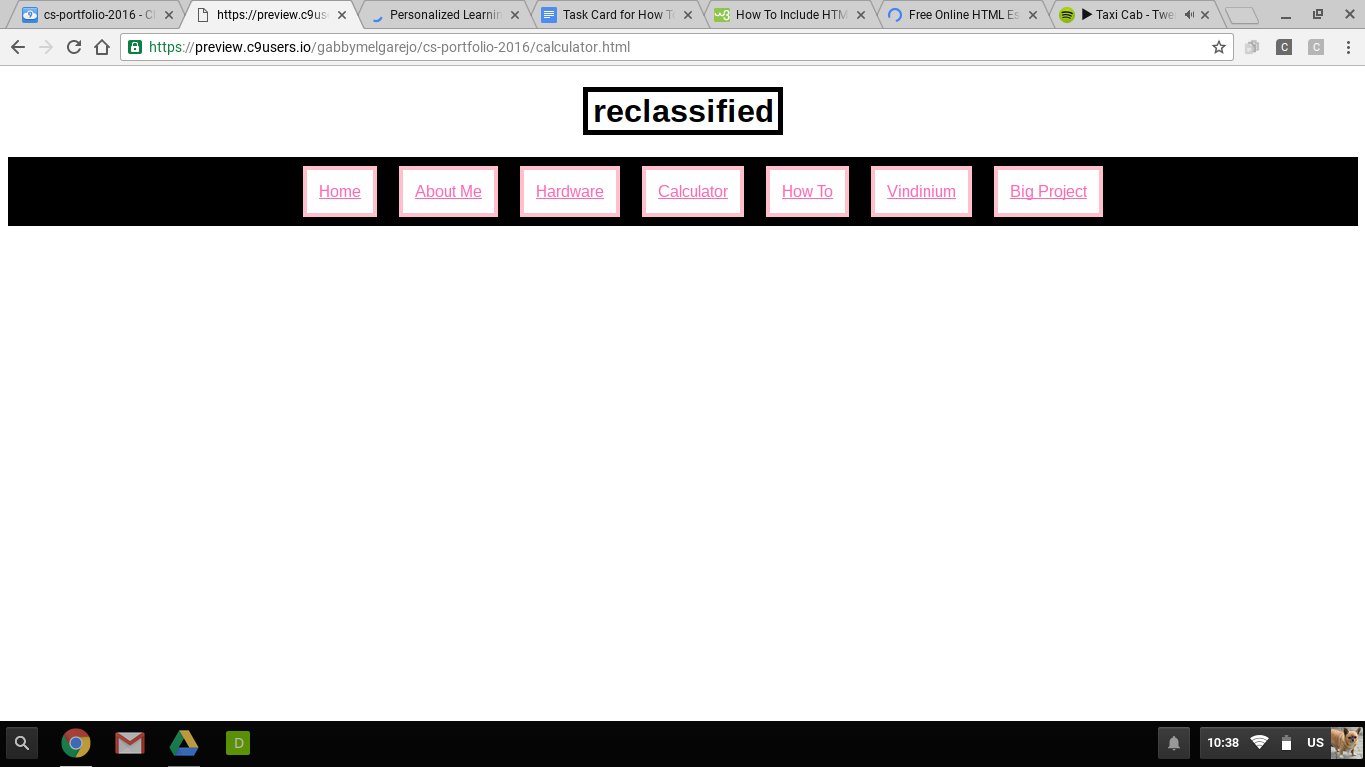 cs-portfolio-2016 - Cl
https://preview.c9use
Personalized Learnin
Task Card for How To
How To Include HTM
Free Online HTML Es
▶ Taxi Cab - Twe
https://preview.c9users.io/gabbymelgarejo/cs-portfolio-2016/calculator.html
C
C
reclassified
Home
About Me
Hardware
Calculator
How To
Vindinium
Big Project
D
10:38
US